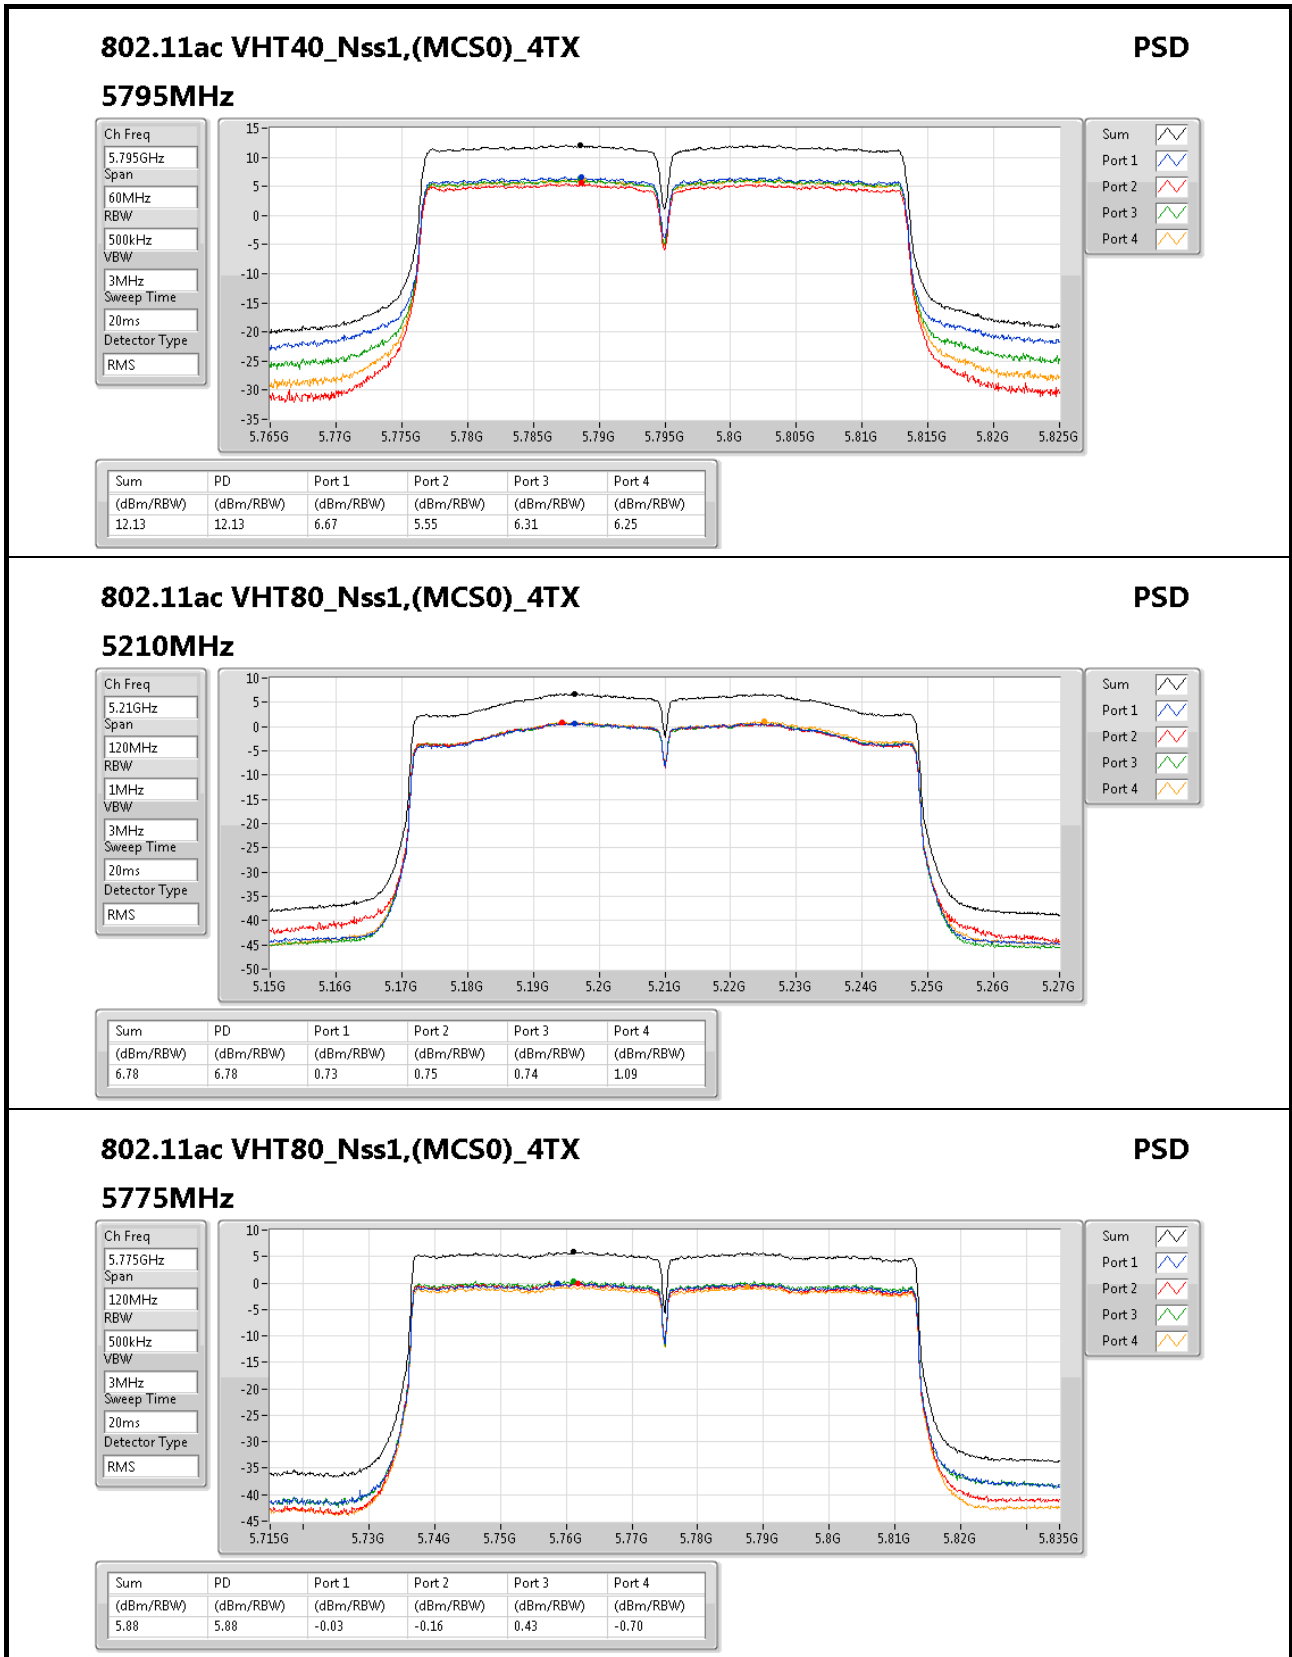 802.11ac VHT40_Nss1,(MCS0)_4TX PSD
5795MHz
Ch Freq
5.795GHz
Span
60MHz
RBW
500kHz
VBW
3MHz
Sweep Time
20ms
Detector Type
RMS
15
10
5
0
-5
-10
-15
-20
-25
-30
-35
5.765G 5.77G 5.775G 5.78G 5.785G 5.79G 5.795G 5.8G 5.805G 5.81G 5.815G 5.82G 5.825G
Sum
Port 1
Port 2
Port 3
Port 4
Sum PD Port 1 Port 2 Port 3 Port 4
(dBm/RBW) (dBm/RBW) (dBm/RBW) (dBm/RBW) (dBm/RBW) (dBm/RBW)
12.13 12.13 6.67 5.55 6.31 6.25
802.11ac VHT80_Nss1,(MCS0)_4TX PSD
5210MHz
Ch Freq
5.21GHz
Span
120MHz
RBW
1MHz
VBW
3MHz
Sweep Time
20ms
Detector Type
RMS
10
5
0
-5
-10
-15
-20
-25
-30
-35
-40
-45
-50
5.15G 5.16G 5.17G 5.18G 5.19G 5.2G 5.21G 5.22G 5.23G 5.24G 5.25G 5.26G 5.27G
Sum
Port 1
Port 2
Port 3
Port 4
Sum PD Port 1 Port 2 Port 3 Port 4
(dBm/RBW) (dBm/RBW) (dBm/RBW) (dBm/RBW) (dBm/RBW) (dBm/RBW)
6.78 6.78 0.73 0.75 0.74 1.09
802.11ac VHT80_Nss1,(MCS0)_4TX PSD
5775MHz
Ch Freq
5.775GHz
Span
120MHz
RBW
500kHz
VBW
3MHz
Sweep Time
20ms
Detector Type
RMS
10
5
0
-5
-10
-15
-20
-25
-30
-35
-40
-45
5.715G 5.73G 5.74G 5.75G 5.76G 5.77G 5.78G 5.79G 5.8G 5.81G 5.82G 5.835G
Sum
Port 1
Port 2
Port 3
Port 4
Sum PD Port 1 Port 2 Port 3 Port 4
(dBm/RBW) (dBm/RBW) (dBm/RBW) (dBm/RBW) (dBm/RBW) (dBm/RBW)
5.88 5.88 -0.03 -0.16 0.43 -0.70